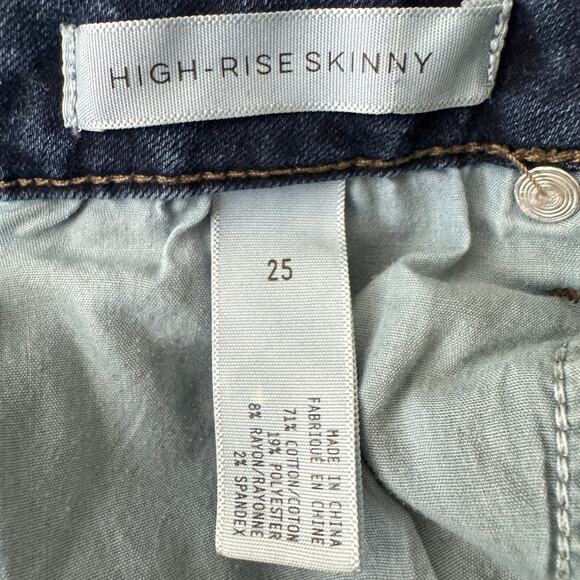 HIGH-RISE SKINNY
25
MADE IN CHINA
FABRIQUÉ EN CHINE
71% COTTON/COTON
19% POLYESTER
8% RAYON/RAYONNE
2% SPANDEX